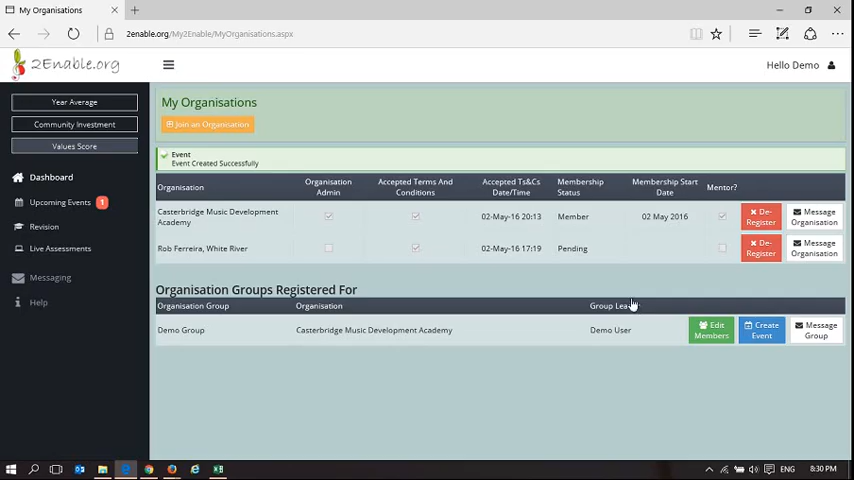 My Organisations
2enable.org/My2Enable/MyOrganisations.aspx
2Enable.org
Hello Demo
Year Average
Community Investment
Values Score
Dashboard
Upcoming Events 1
Revision
Live Assessments
Messaging
Help
My Organisations
Join an Organisation
Event
Event Created Successfully
Organisation
Organisation Admin
Accepted Terms And Conditions
Accepted Ts&Cs Date/Time
Membership Status
Membership Start Date
Mentor?
Casterbridge Music Development Academy
02-May-16 20:13
Member
02 May 2016
De-Register
Message Organisation
Rob Ferreira, White River
02-May-16 17:19
Pending
De-Register
Message Organisation
Organisation Groups Registered For
Organisation Group
Organisation
Group
Demo Group
Casterbridge Music Development Academy
Demo User
Edit Members
Create Event
Message Group
ENG
8:30 PM